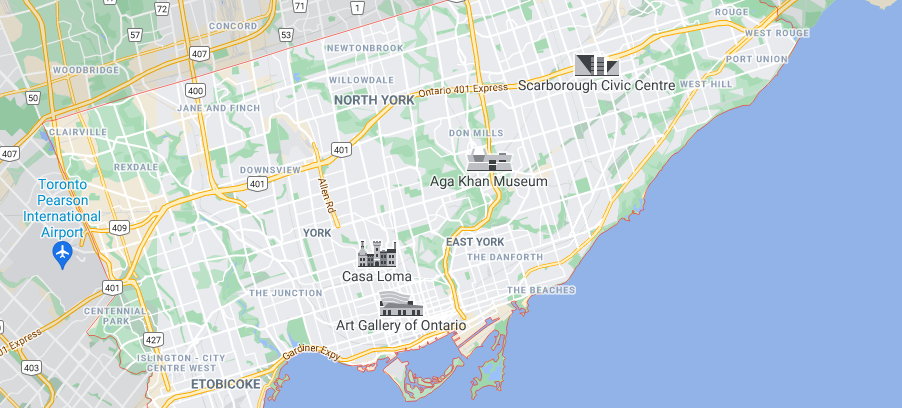 71
1
72
ROUGE
CONCORD
57
53
WEST ROUGE
NEWTONBROOK
407
PORT UNION
WOODBRIDGE
WILLOWDALE
Scarborough Civic Centre
WEST HILL
400
Ontario 401 Express
50
NORTH YORK
JANE AND FINCH
CLAIRVILLE
DON MILLS
407
401
REXDALE
DOWNSVIEW
Aga Khan Museum
401
Toronto
Pearson
International
Airport
Allen Rd
409
YORK
EAST YORK
THE DANFORTH
Casa Loma
401
THE JUNCTION
THE BEACHES
CENTENNIAL
PARK
Art Gallery of Ontario
427
01 Express
Gardiner Expy
ISLINGTON - CITY
CENTRE WEST
403
ETOBICOKE